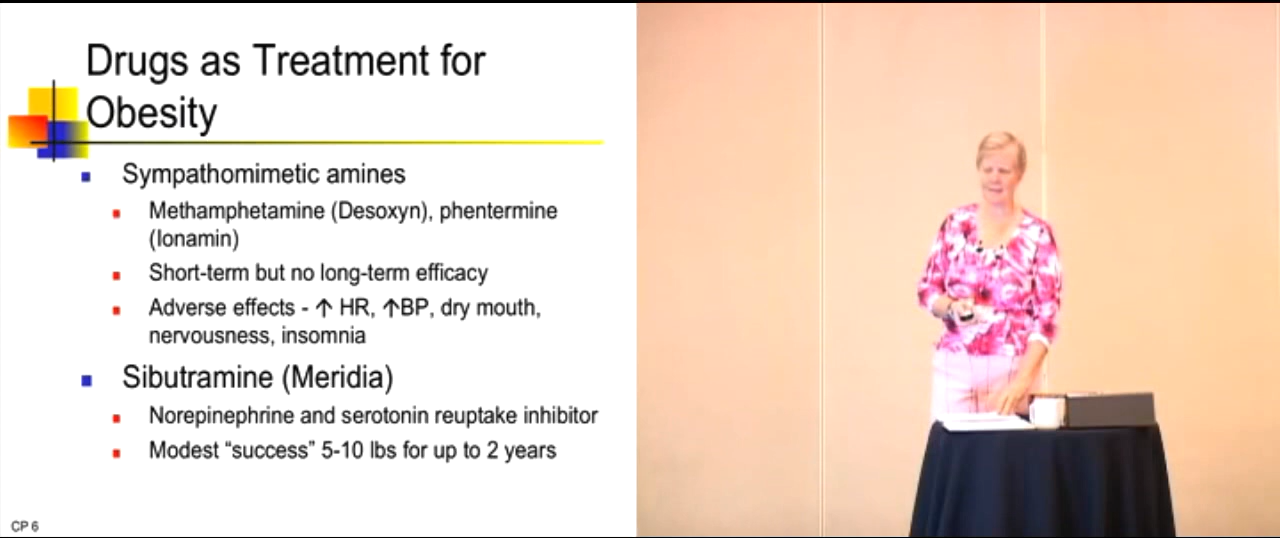 Drugs as Treatment for
Obesity
Sympathomimetic amines
Methamphetamine (Desoxyn), phentermine
(Ionamin)
Short-term but no long-term efficacy
Adverse effects - ↑ HR, ↑BP, dry mouth,
nervousness, insomnia
Sibutramine (Meridia)
Norepinephrine and serotonin reuptake inhibitor
Modest “success” 5-10 lbs for up to 2 years
CP 6